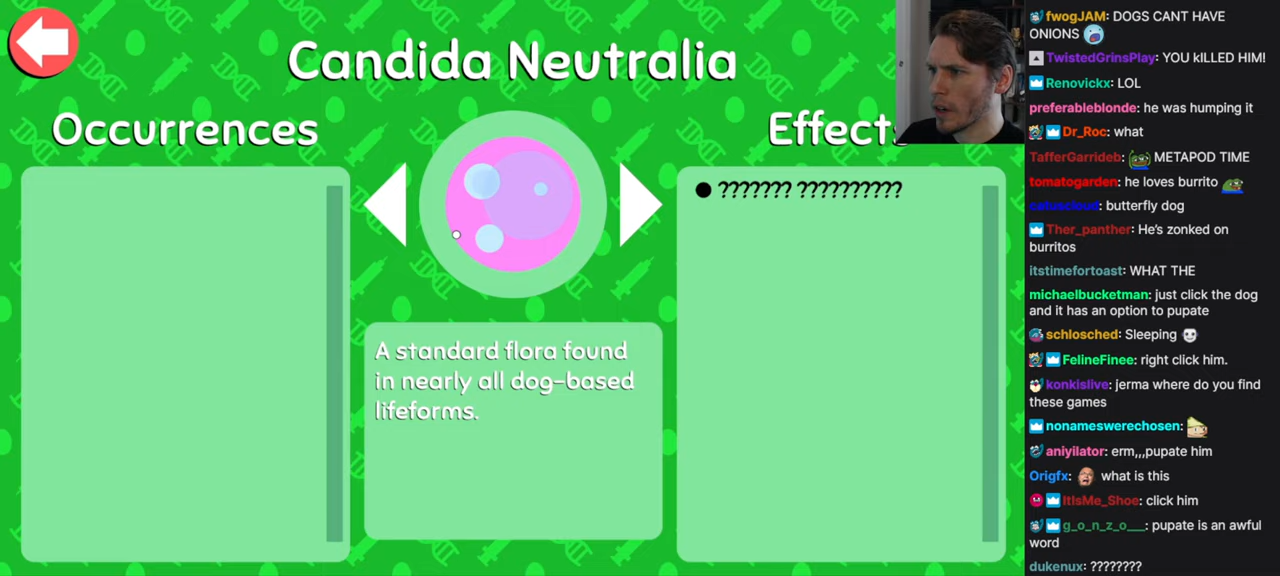 Candida Neutralia
Occurrences
Effects
??????? ??????????
A standard flora found
in nearly all dog-based
lifeforms.
fwogJAM: DOGS CANT HAVE
ONIONS
TwistedGrinsPlay: YOU kILLED HIM!
Renovickx: LOL
preferableblonde: he was humping it
Dr_Roc: what
TafferGarrideb: METAPOD TIME
tomatogarden: he loves burrito
butterfly dog
Ther_panther: He's zonked on
burritos
itstimefortoast: WHAT THE
michaelbucketman: just click the dog
and it has an option to pupate
schlosched: Sleeping
FelineFinee: right click him.
konkislive: jerma where do you find
these games
nonameswerechosen:
aniyilator: erm,,,pupate him
Origfx: what is this
ItIsMe_Shoe: click him
g_o_n_z_o___: pupate is an awful
word
dukenux: ????????